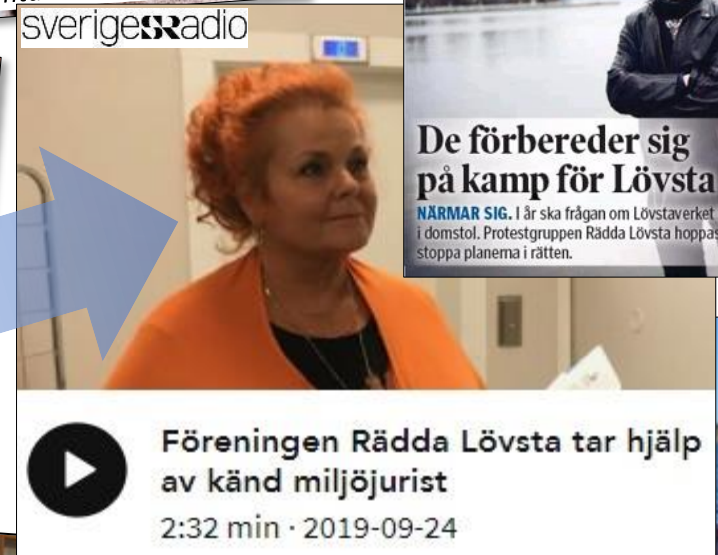 sverigesRadio
De förbereder sig
på kamp för Lövsta
NÄRMAR SIG. I år ska frågan om Lövstaverket
i domstol. Protestgruppen Rädda Lövsta hoppas
stoppa planerna i rätten.
Föreningen Rädda Lövsta tar hjälp
av känd miljöjurist
2:32 min · 2019-09-24